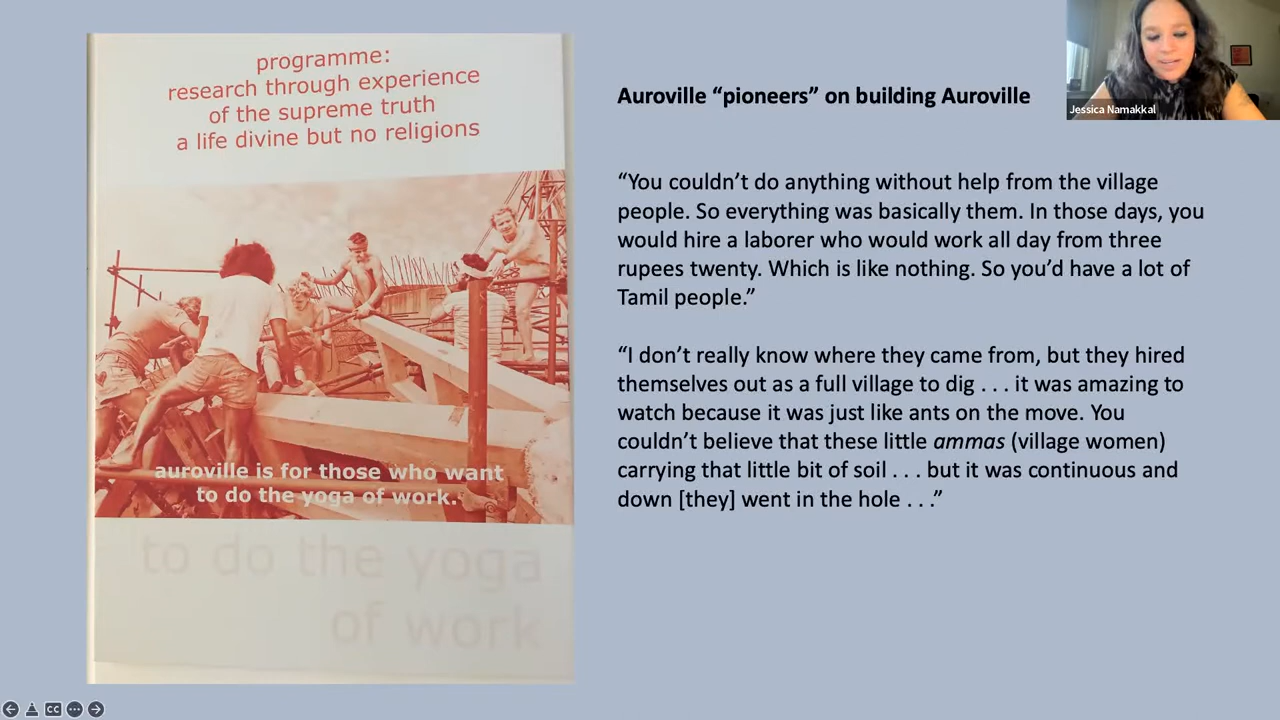 programme:
research through experience
of the supreme truth
a life divine but no religions
auroville is for those who want
to do the yoga of work.
to do the yoga
of work
Auroville “pioneers” on building Auroville
“You couldn’t do anything without help from the village
people. So everything was basically them. In those days, you
would hire a laborer who would work all day from three
rupees twenty. Which is like nothing. So you’d have a lot of
Tamil people.”
“I don’t really know where they came from, but they hired
themselves out as a full village to dig . . . it was amazing to
watch because it was just like ants on the move. You
couldn’t believe that these little ammas (village women)
carrying that little bit of soil . . . but it was continuous and
down [they] went in the hole . . .”
Jessica Namakkal
CC